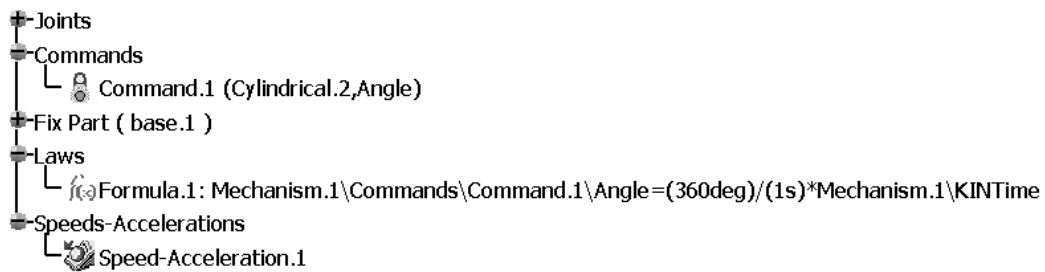 Joints
Commands
Command.1 (Cylindrical.2,Angle)
Fix Part ( base.1 )
Laws
f(x) Formula.1: Mechanism.1\Commands\Command.1\Angle=(360deg)/(1s)*Mechanism.1\KINTime
Speeds-Accelerations
Speed-Acceleration.1